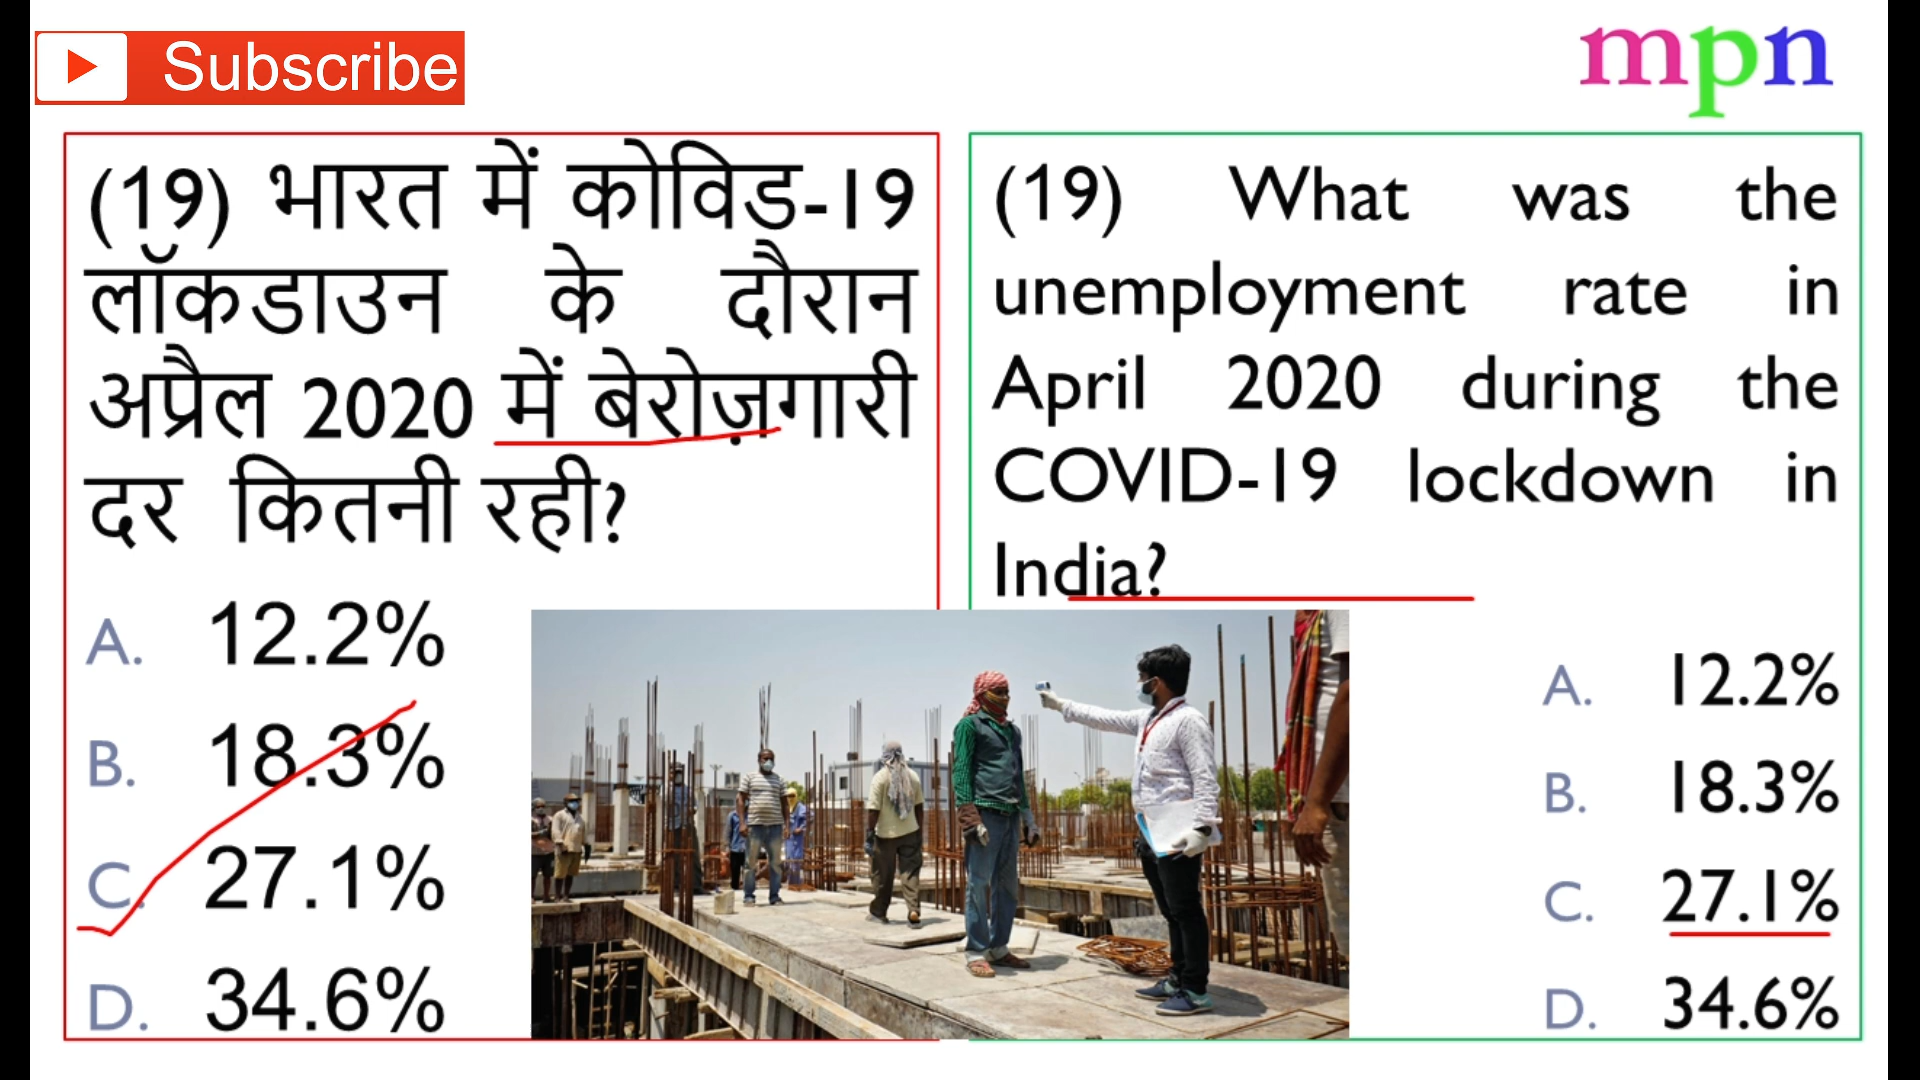 Subscribe
mpn
(19) भारत में कोविड-19
लॉकडाउन के दौरान
अप्रैल 2020 में बेरोज़गारी
दर कितनी रही?
A. 12.2%
B. 18.3%
C. 27.1%
D. 34.6%
(19) What was the
unemployment rate in
April 2020 during the
COVID-19 lockdown in
India?
A. 12.2%
B. 18.3%
C. 27.1%
D. 34.6%